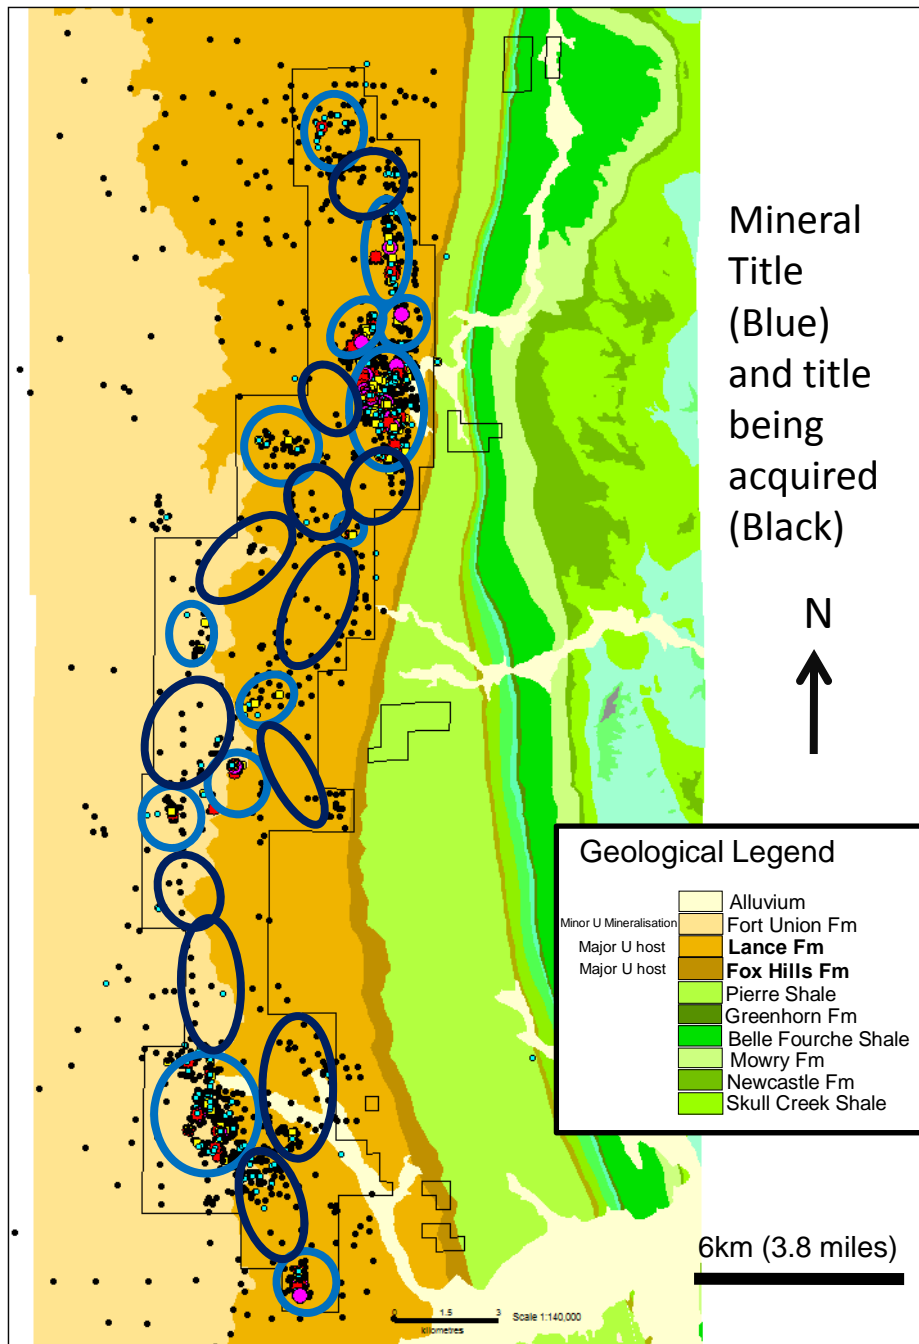 Mineral
Title
(Blue)
and title
being
acquired
(Black)
N
Geological Legend
Alluvium
Minor U Mineralisation Fort Union Fm
Major U host Lance Fm
Major U host Fox Hills Fm
Pierre Shale
Greenhorn Fm
Belle Fourche Shale
Mowry Fm
Newcastle Fm
Skull Creek Shale
6km (3.8 miles)
0 1.5 3 Scale 1:140,000
kilometres